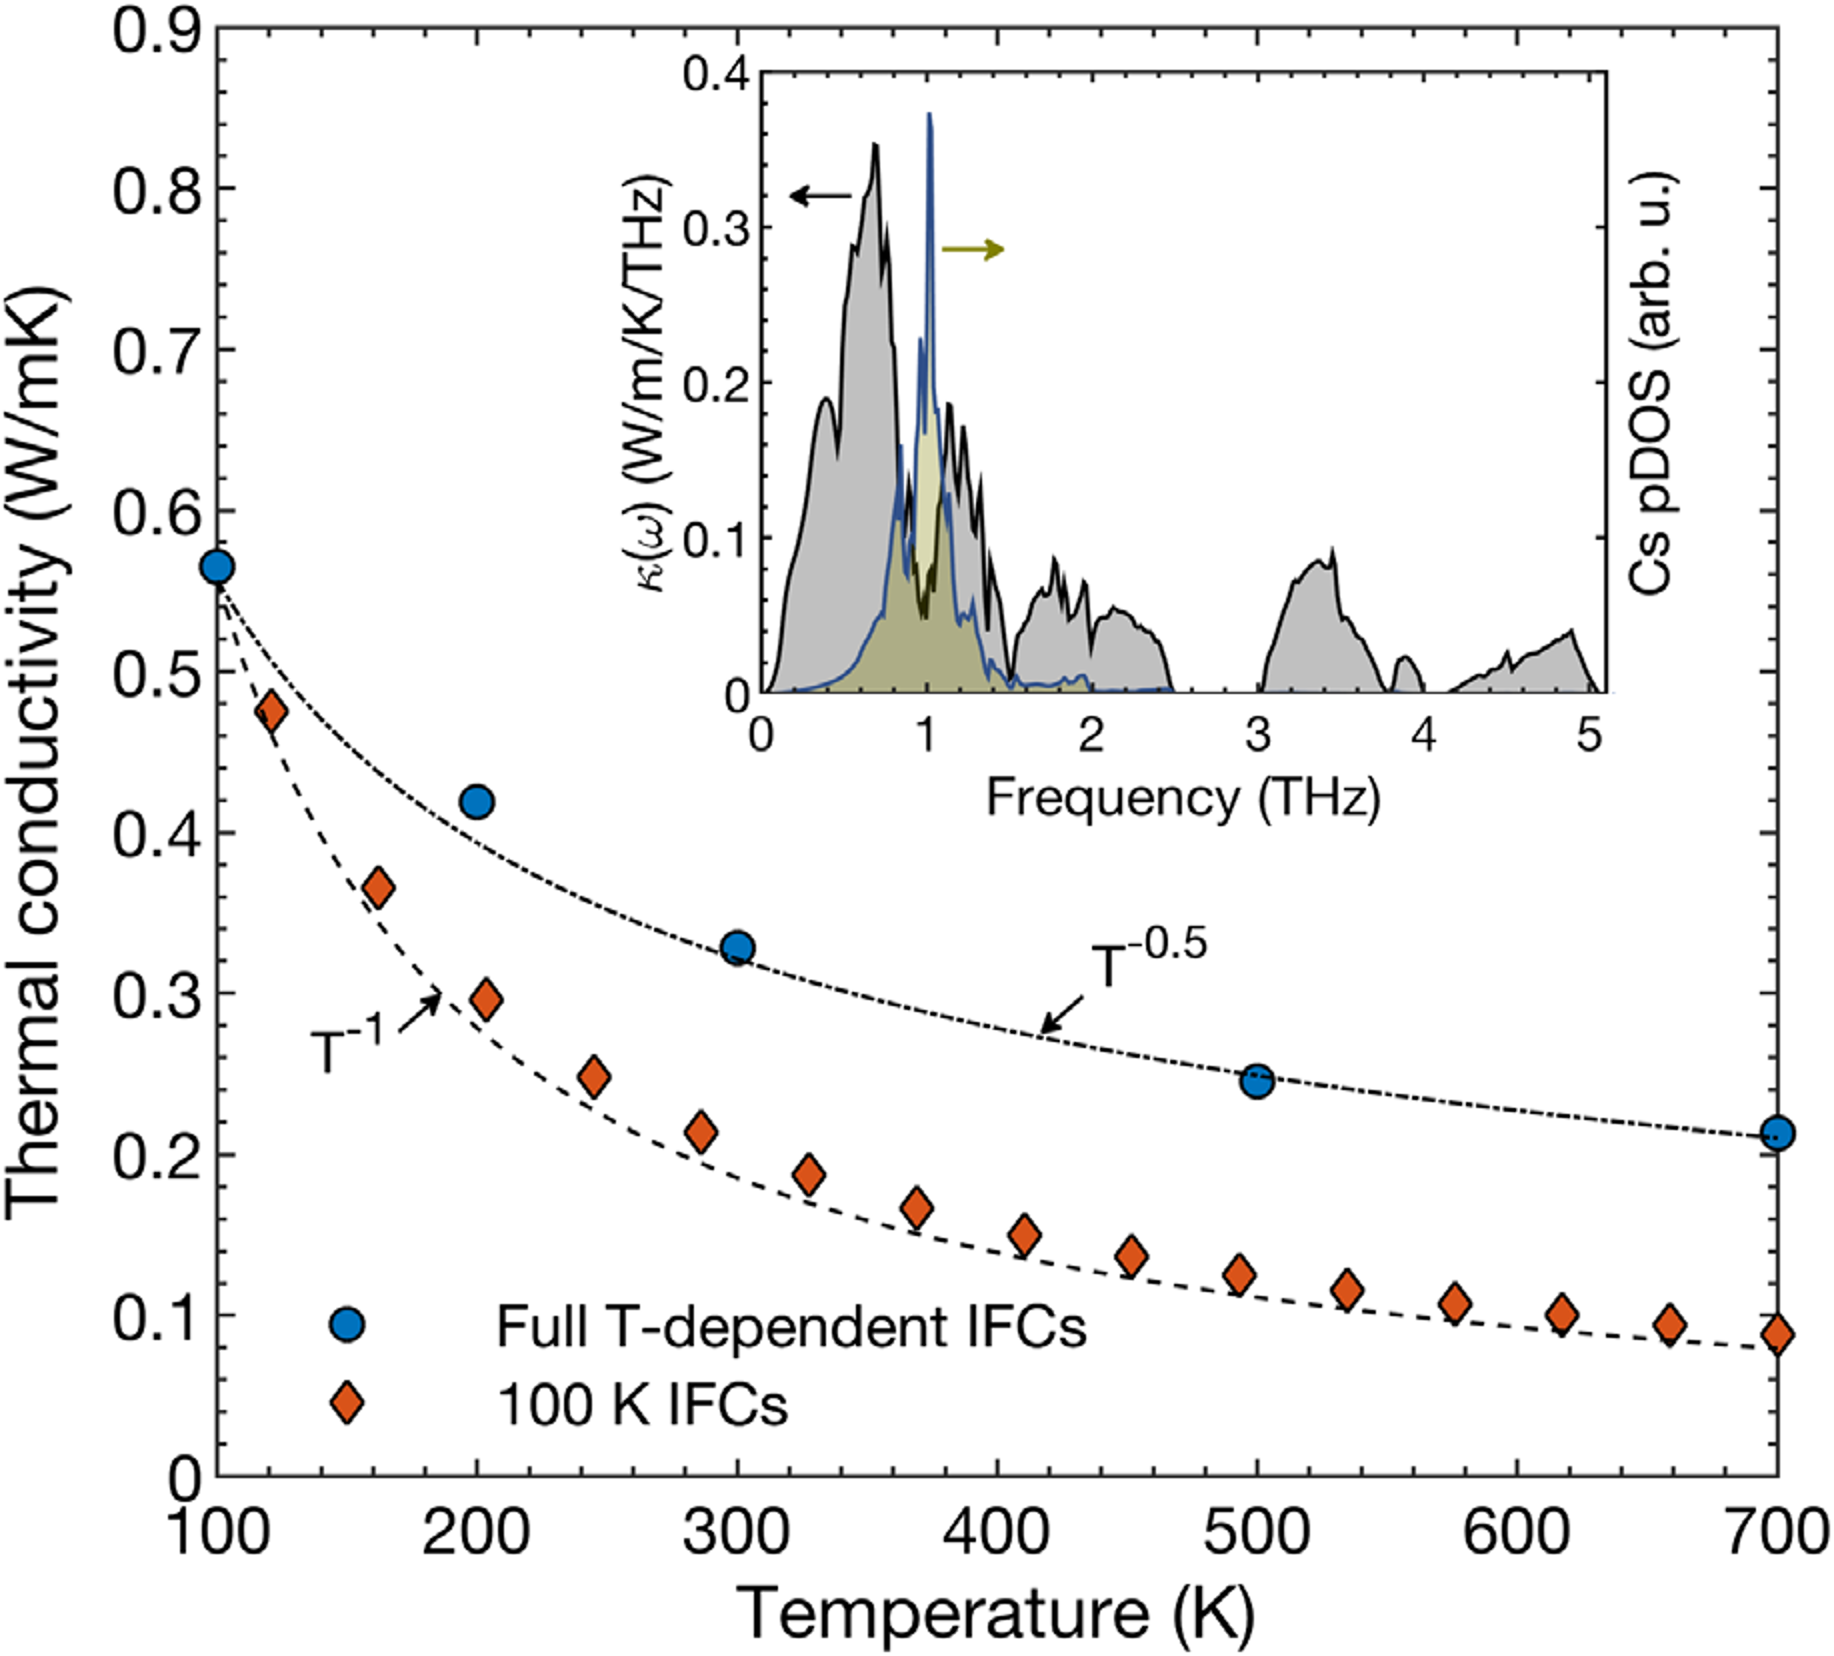 Thermal conductivity (W/mK)
0.9
0.8
0.7
0.6
0.5
0.4
0.3
0.2
0.1
0
100 200 300 400 500 600 700
Temperature (K)
κ(ω) (W/m/K/THz)
0.4
0.3
0.2
0.1
0
0 1 2 3 4 5
Frequency (THz)
Cs pDOS (arb. u.)
T-0.5
T-1
Full T-dependent IFCs
100 K IFCs